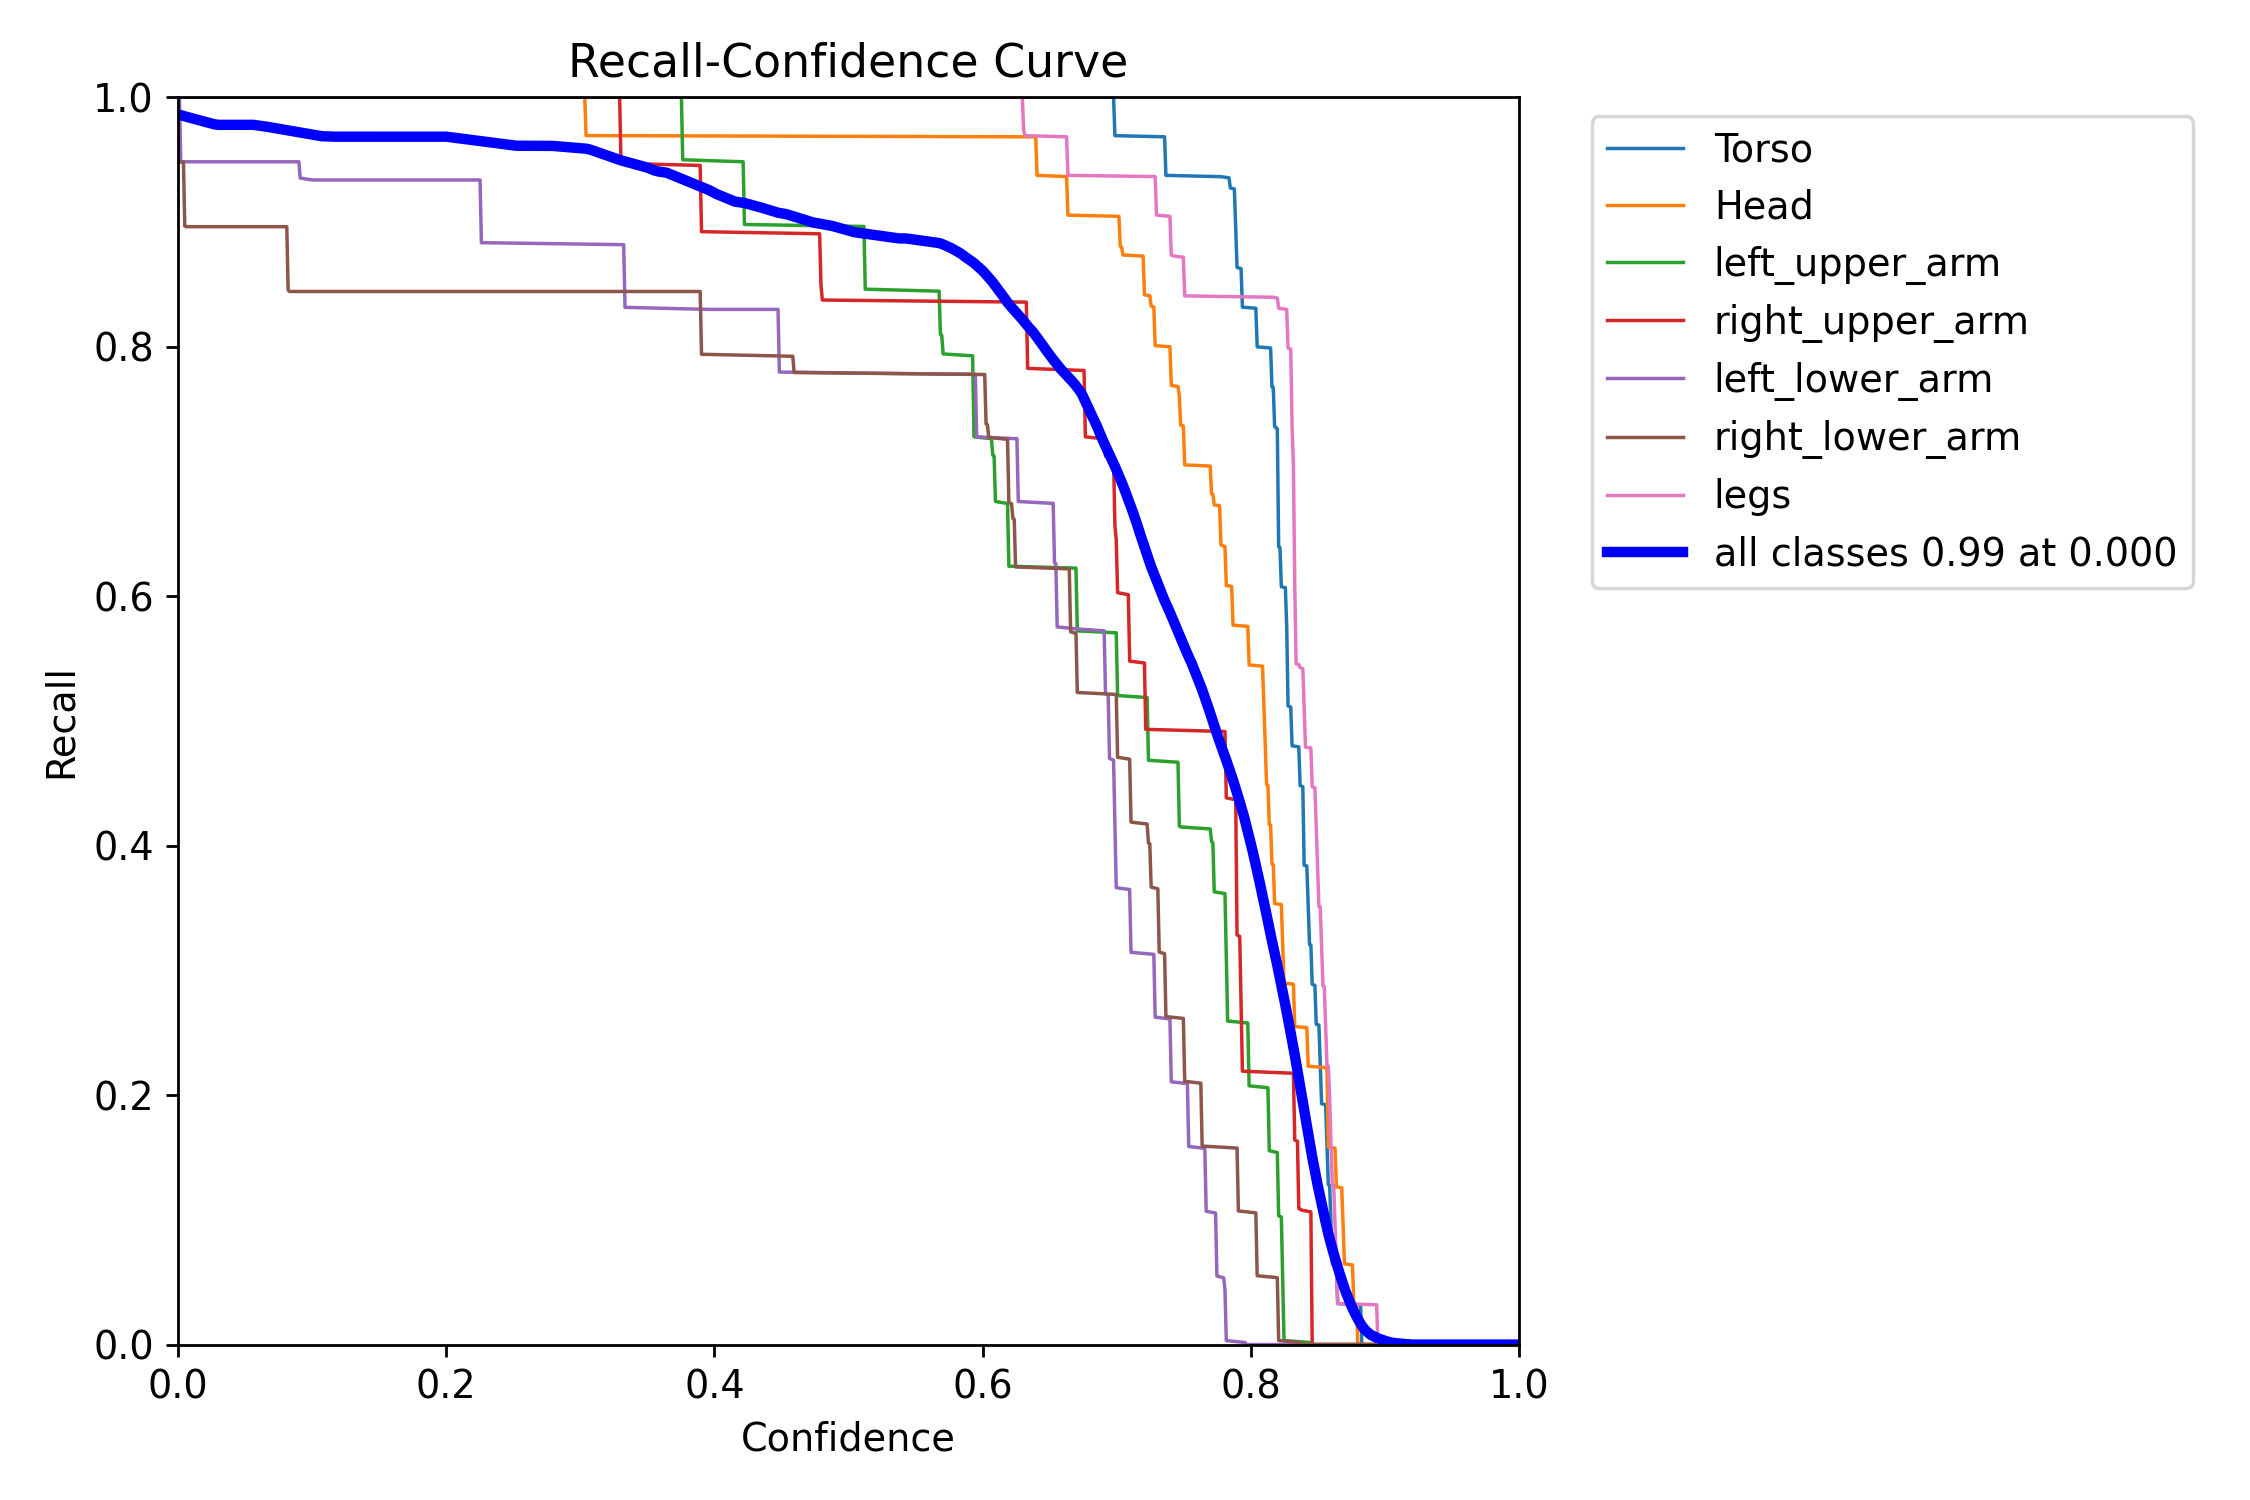 Recall-Confidence Curve
1.0
0.8
0.6
0.4
0.2
0.0
Recall
0.0 0.2 0.4 0.6 0.8 1.0
Confidence
Torso
Head
left_upper_arm
right_upper_arm
left_lower_arm
right_lower_arm
legs
all classes 0.99 at 0.000